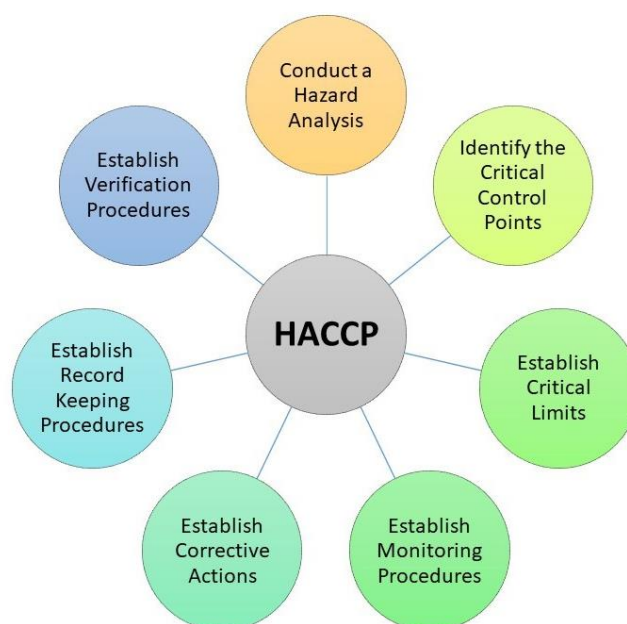 Conduct a
Hazard
Analysis
Identify the
Critical
Control
Points
Establish
Critical
Limits
Establish
Monitoring
Procedures
Establish
Corrective
Actions
Establish
Record
Keeping
Procedures
Establish
Verification
Procedures
HACCP